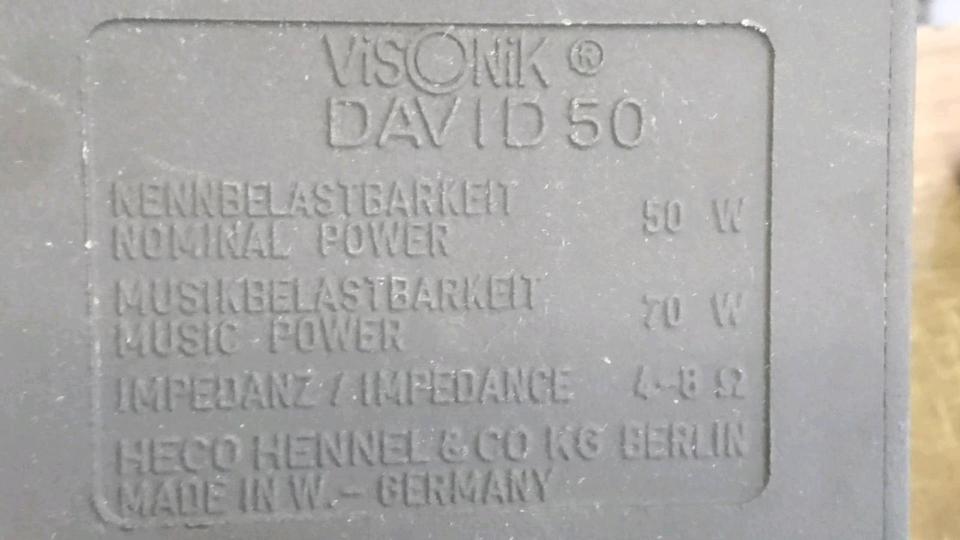 ViSONiK ®
DAVID 50
NENNBELASTBARKEIT
NOMINAL POWER 50 W
MUSIKBELASTBARKEIT
MUSIC POWER 70 W
IMPEDANZ / IMPEDANCE 4-8 Ω
HECO HENNEL & CO KG BERLIN
MADE IN W.- GERMANY